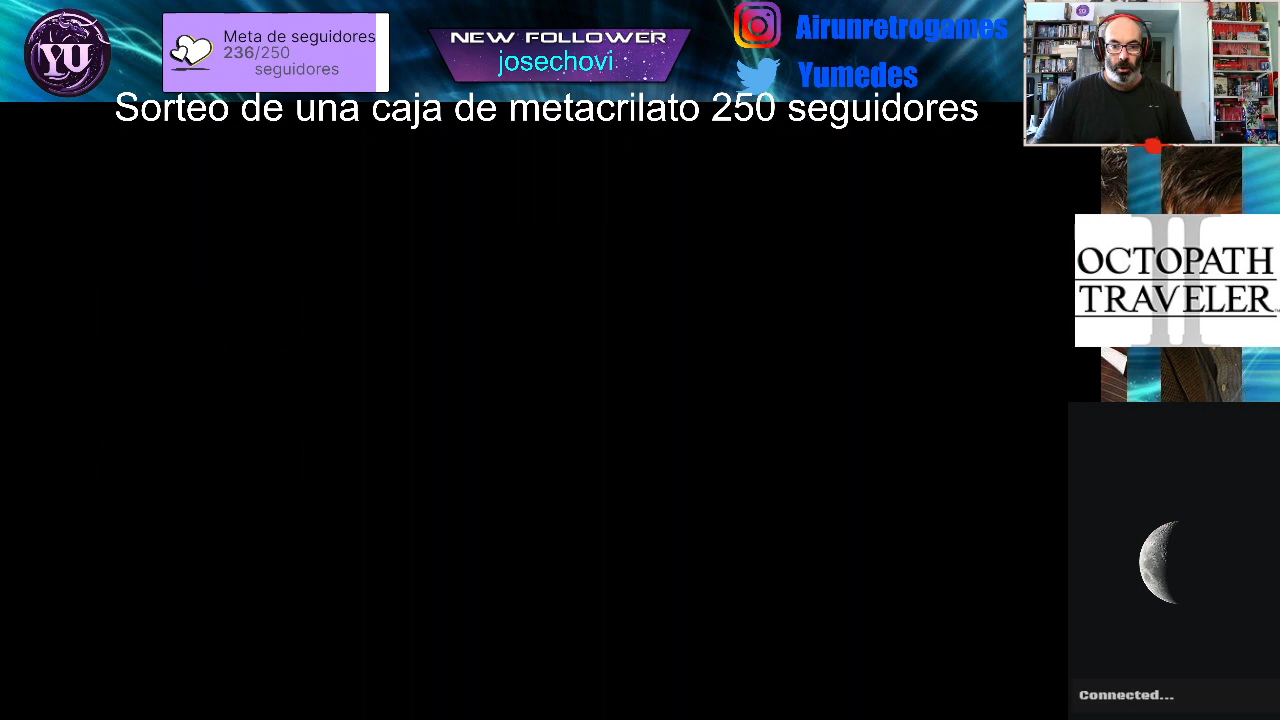 YU
Meta de seguidores
236/250
seguidores
NEW FOLLOWER
josechovi
Airunretrogames
Yumedes
Sorteo de una caja de metacrilato 250 seguidores
OCTOPATH
TRAVELER
II
Connected...